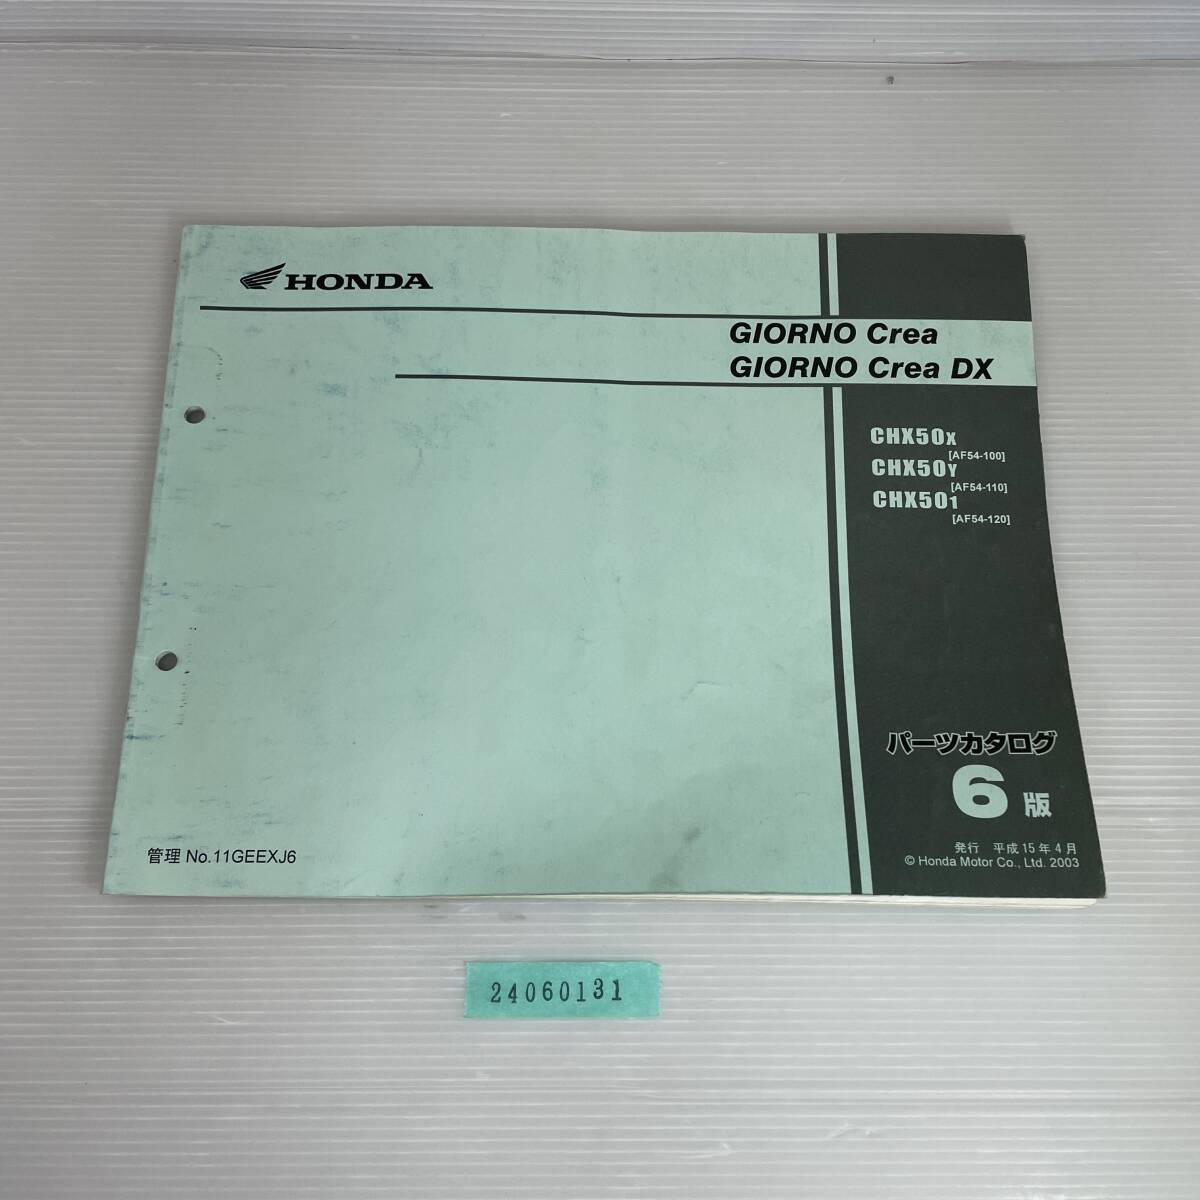 HONDA
GIORNO Crea
GIORNO Crea DX
CHX50X
[AF54-100]
CHX50Y
[AF54-110]
CHX501
[AF54-120]
パーツカタログ
6版
発行 平成15年4月
© Honda Motor Co., Ltd. 2003
管理 No.11GEEXJ6
24060131